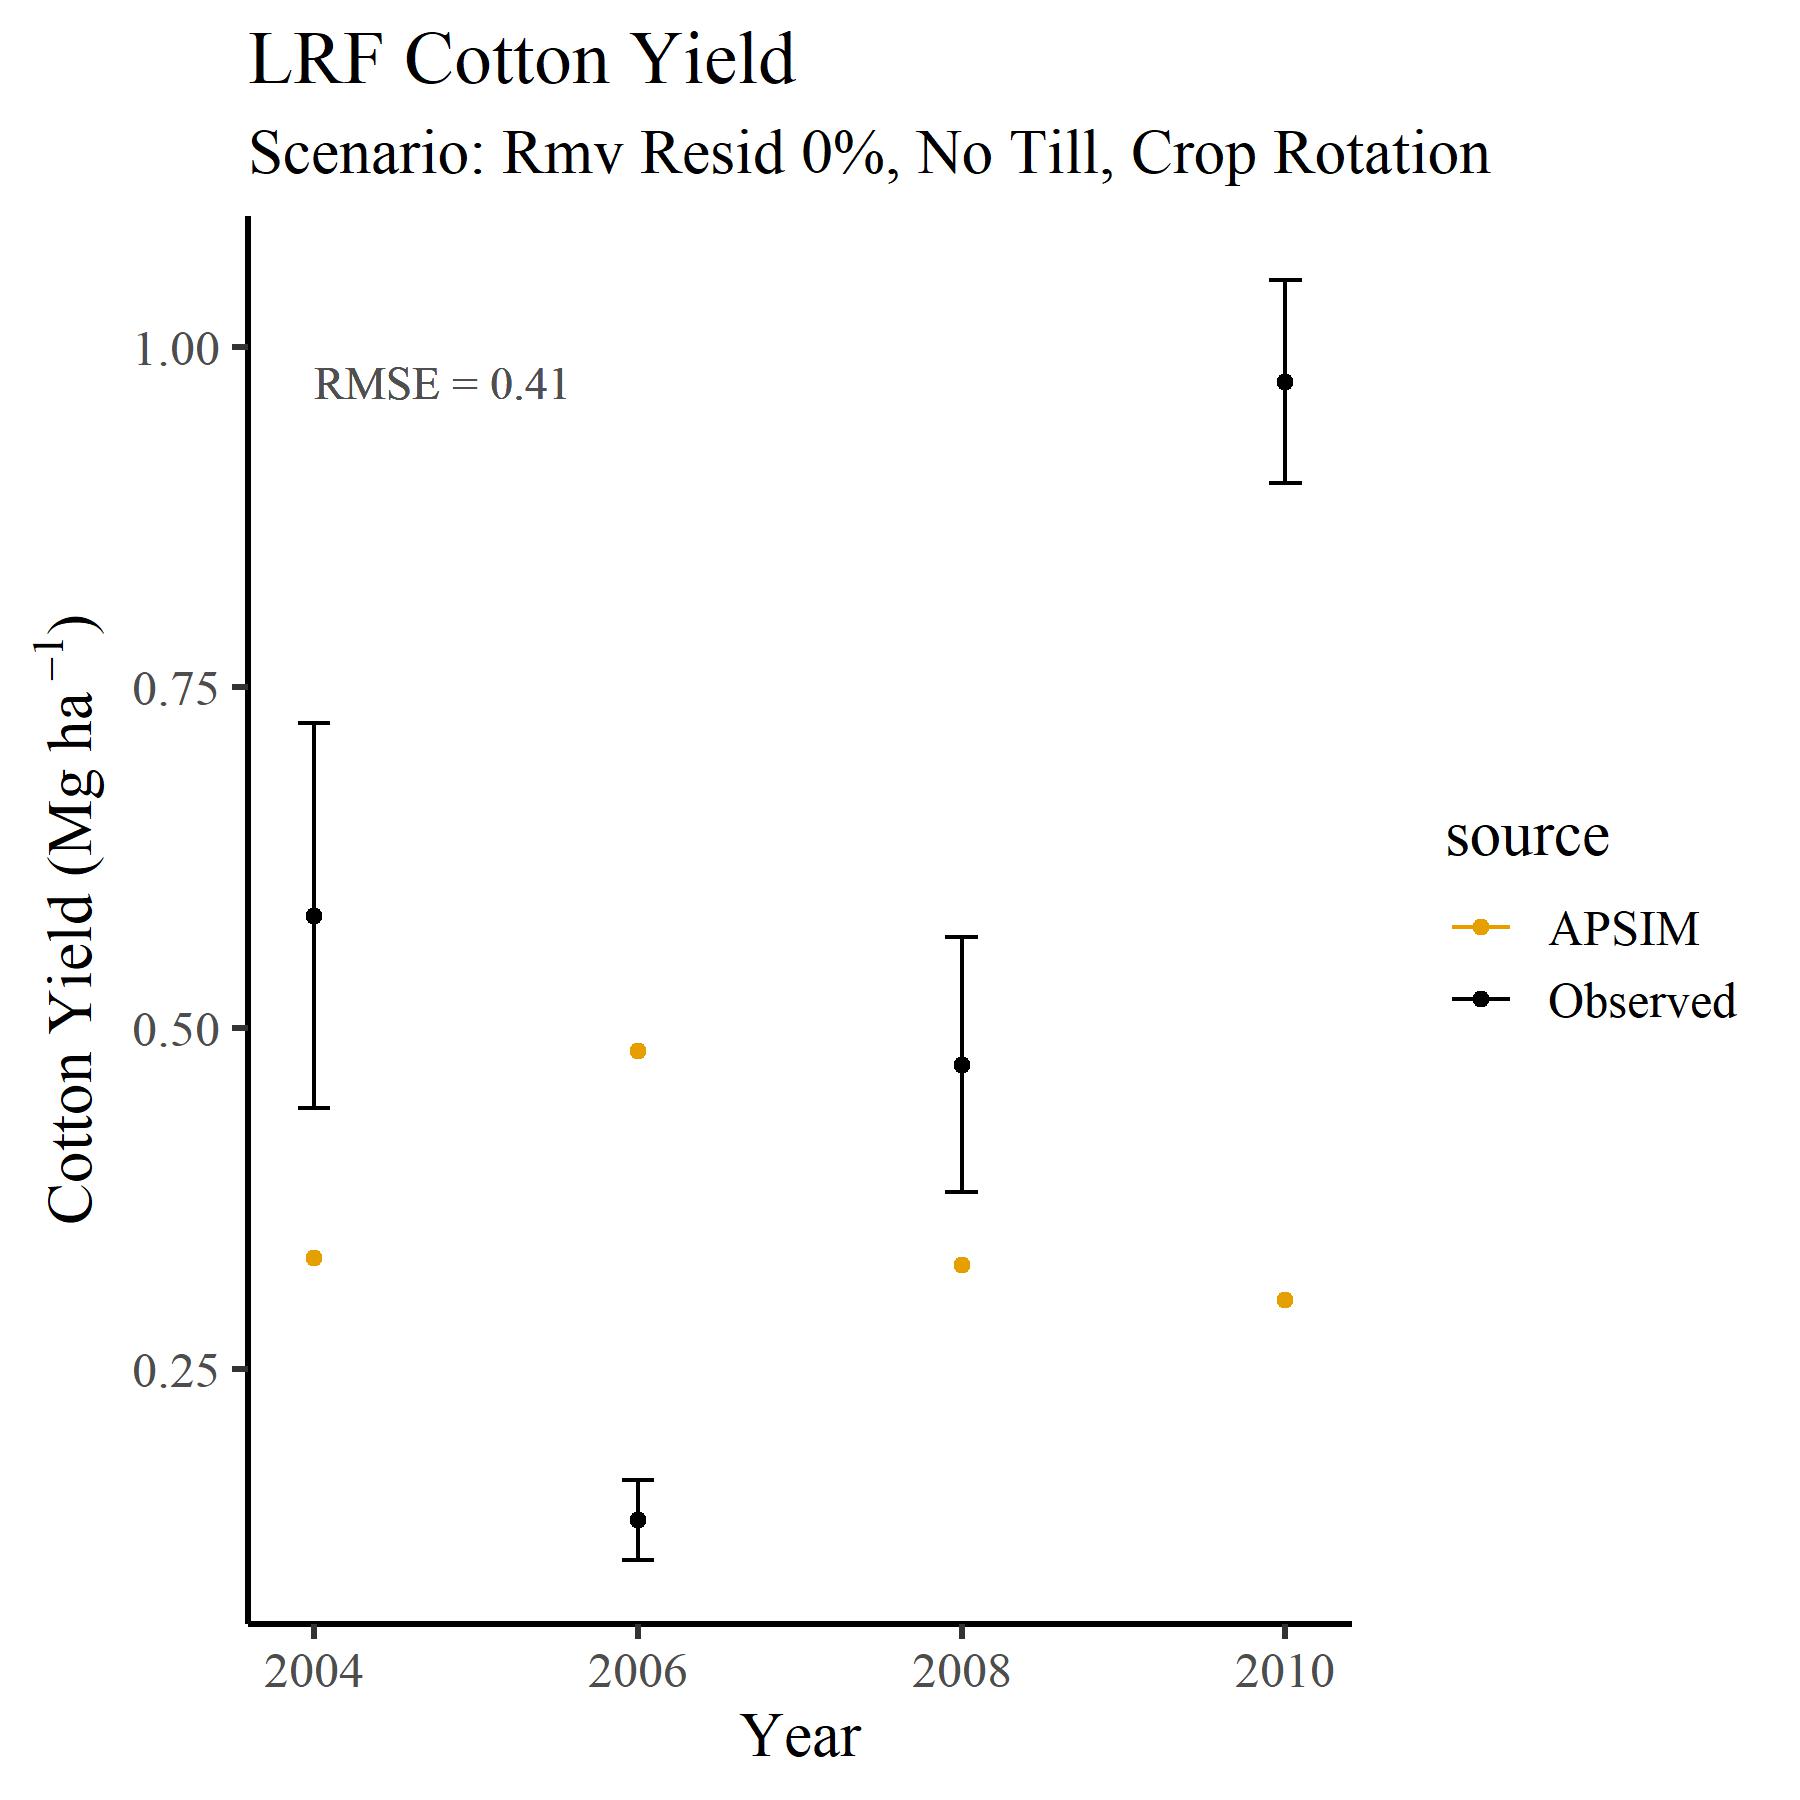 LRF Cotton Yield
Scenario: Rmv Resid 0%, No Till, Crop Rotation
Cotton Yield (Mg ha⁻¹)
1.00
0.75
0.50
0.25
RMSE = 0.41
2004
2006
2008
2010
Year
source
APSIM
Observed